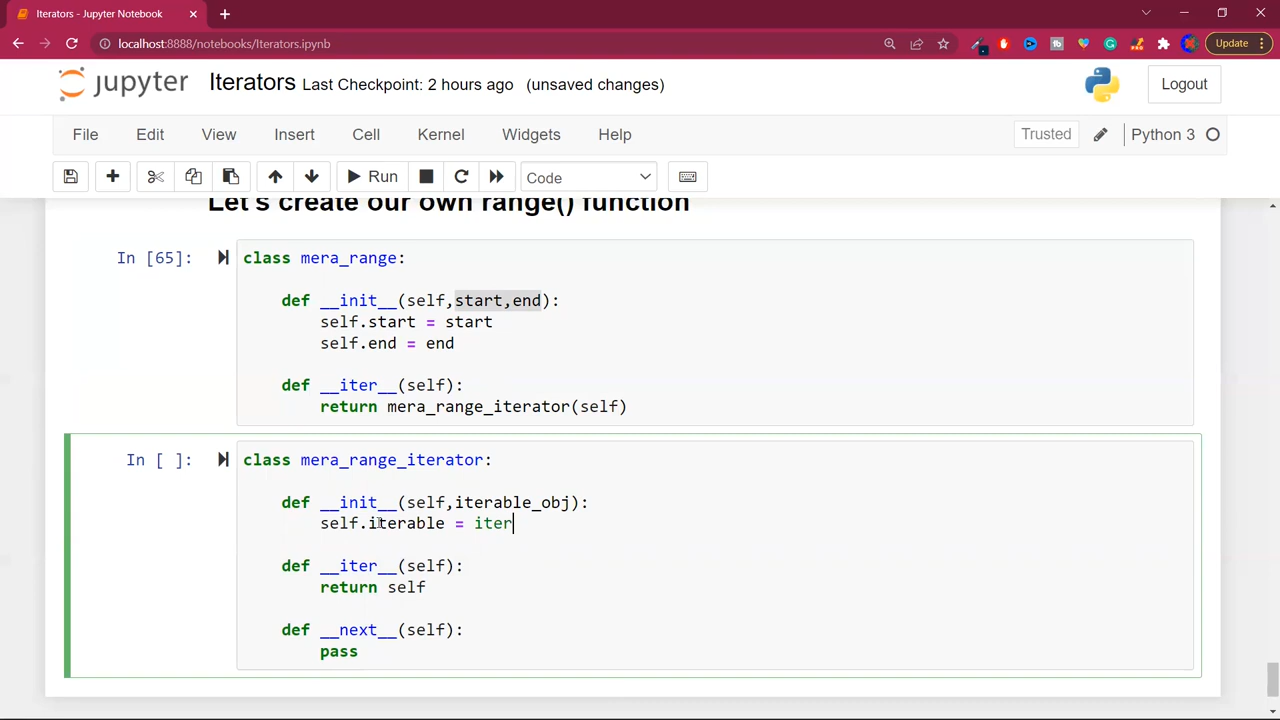 Iterators - Jupyter Notebook
localhost:8888/notebooks/Iterators.ipynb
Update
jupyter Iterators Last Checkpoint: 2 hours ago (unsaved changes)
Logout
File Edit View Insert Cell Kernel Widgets Help
Trusted
Python 3
Run
Code
Let's create our own range() function
In [65]:
class mera_range:
def __init__(self,start,end):
self.start = start
self.end = end
def __iter__(self):
return mera_range_iterator(self)
In [ ]:
class mera_range_iterator:
def __init__(self,iterable_obj):
self.iterable = iter
def __iter__(self):
return self
def __next__(self):
pass